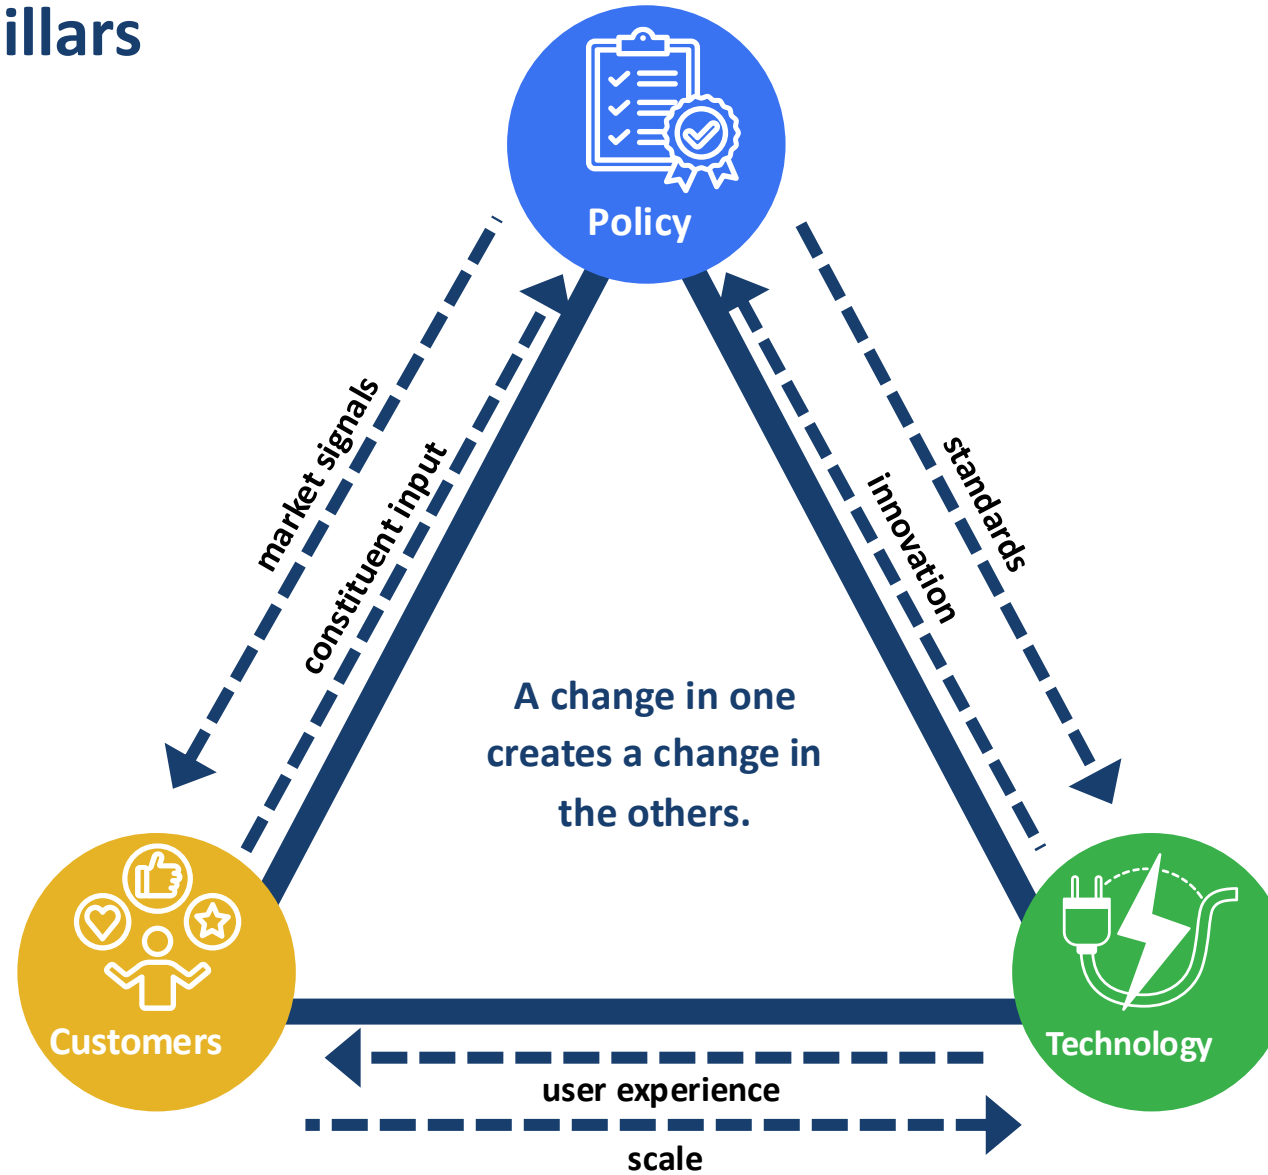 illars
Policy
market signals
constituent input
innovation
standards
A change in one
creates a change in
the others.
Customers
Technology
user experience
scale